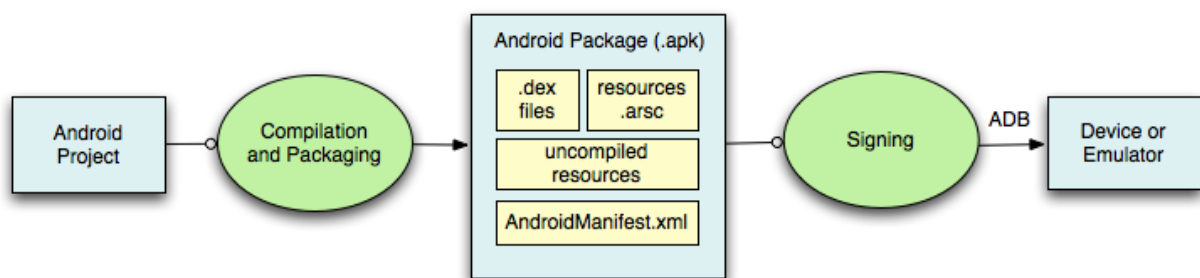 Android
Project
Compilation
and Packaging
Android Package (.apk)
.dex
files
resources
.arsc
uncompiled
resources
AndroidManifest.xml
Signing
ADB
Device or
Emulator